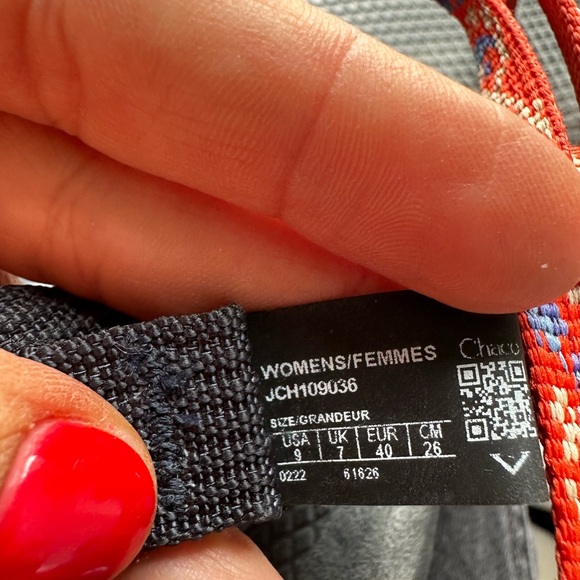 WOMENS/FEMMES Chaco
JCH109036
SIZE/GRANDEUR
USA UK EUR CM
9 7 40 26
0222 61626